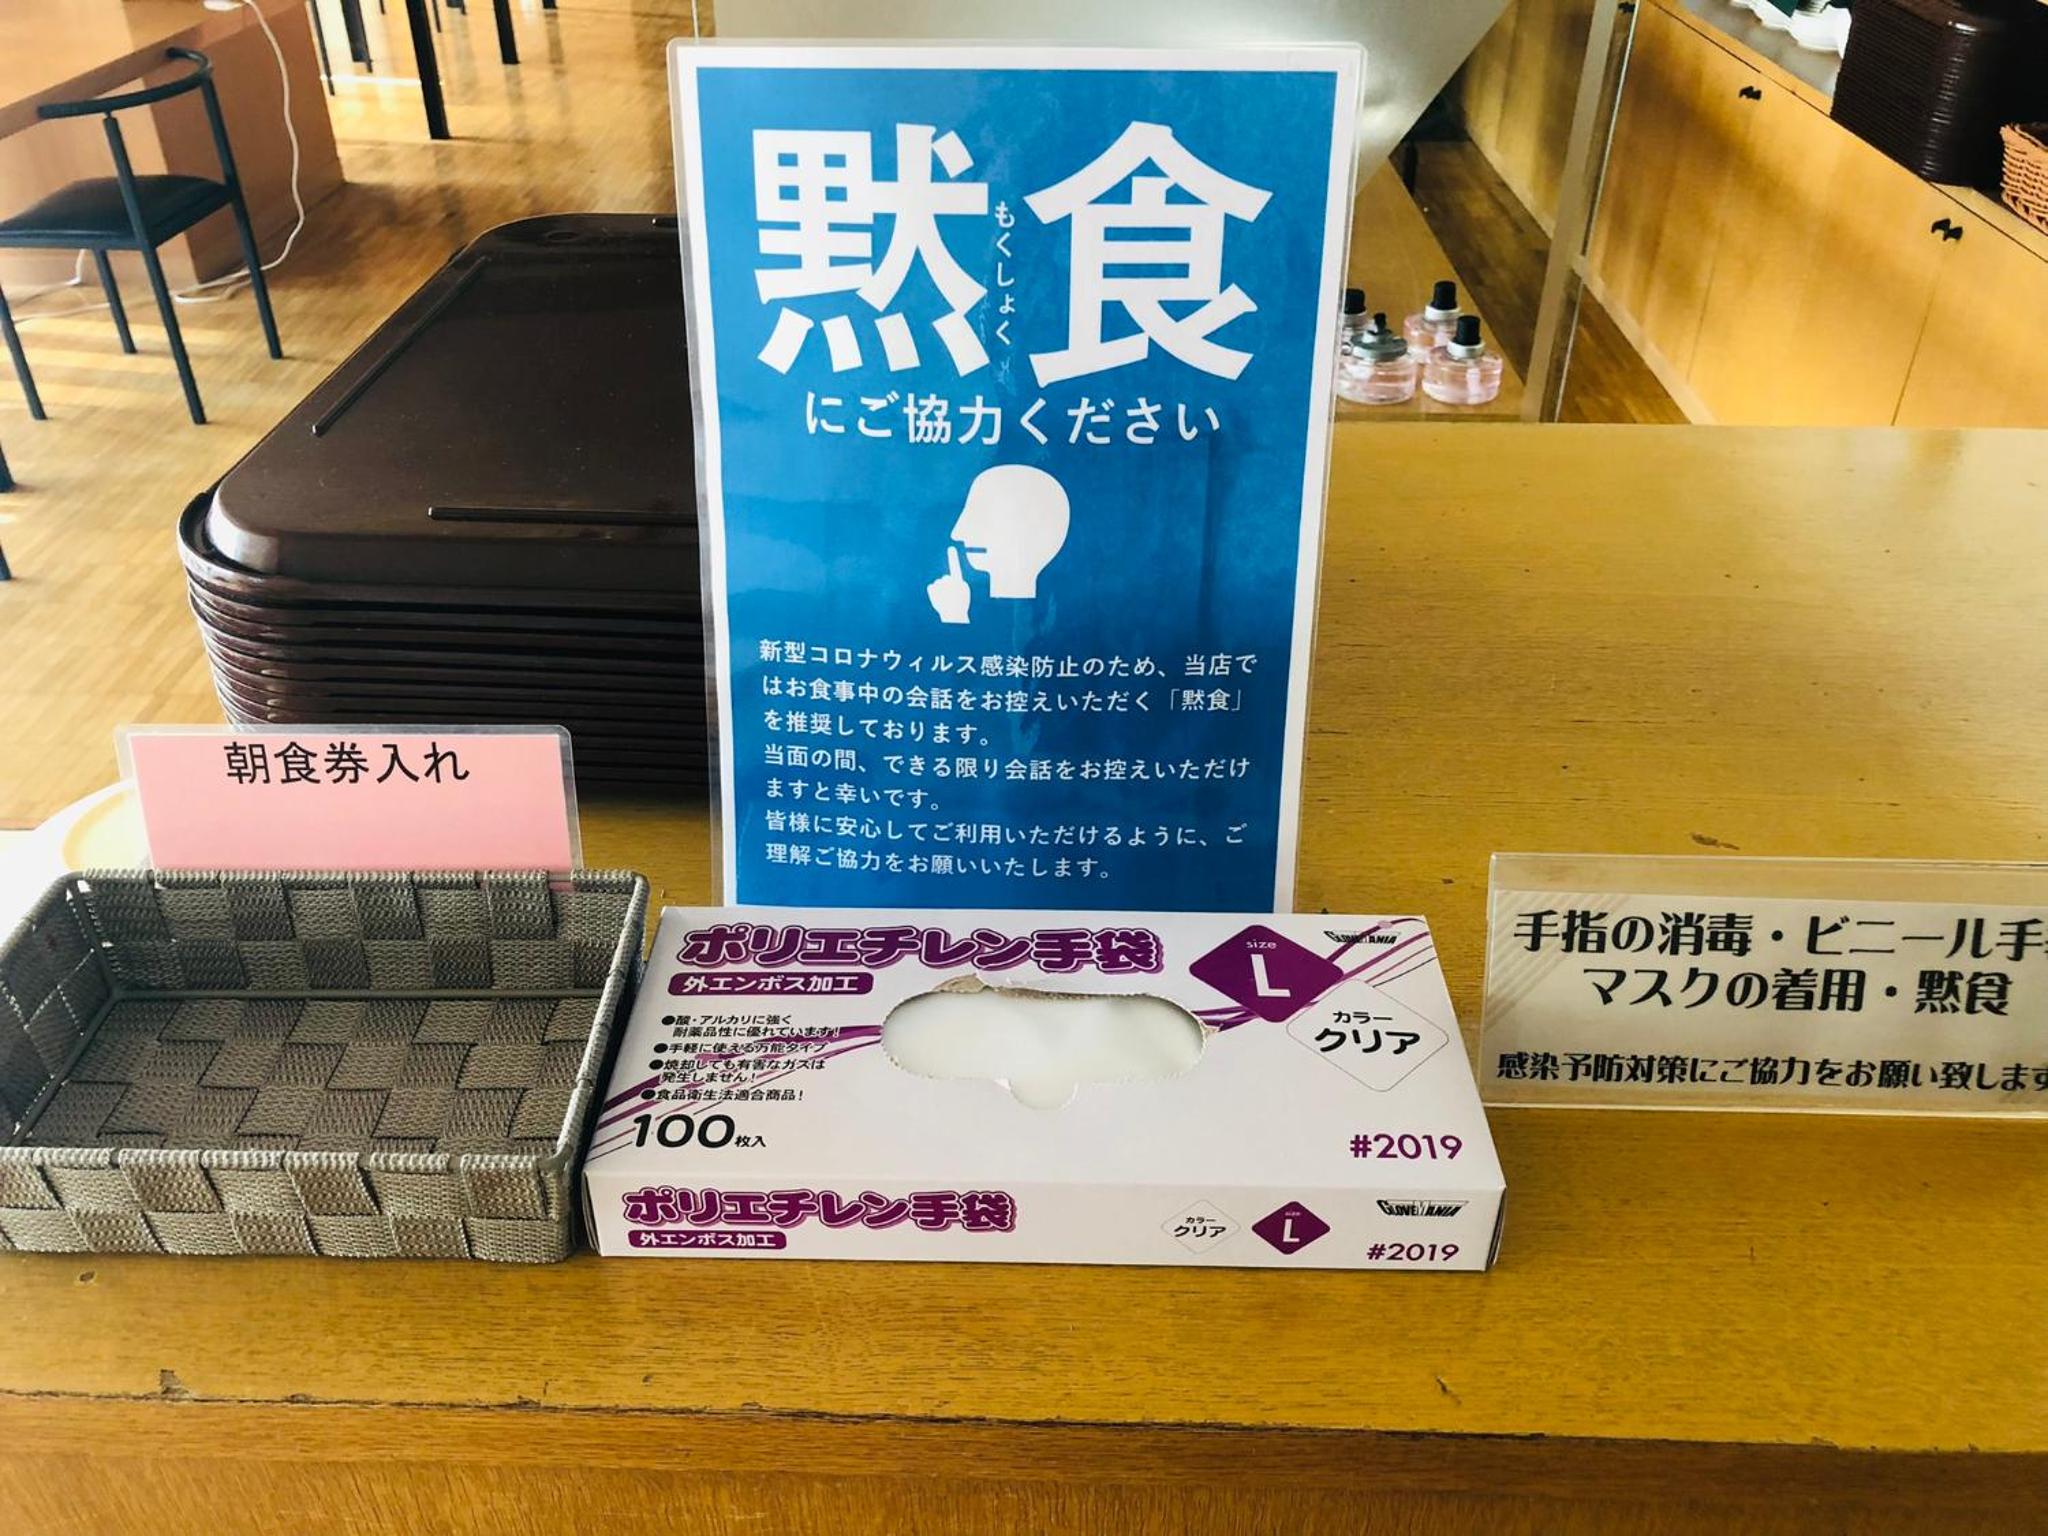 黙食
もくしょく
にご協力ください
新型コロナウィルス感染防止のため、当店で
はお食事中の会話をお控えいただく「黙食」
を推奨しております。
当面の間、できる限り会話をお控えいただけ
ますと幸いです。
皆様に安心してご利用いただけるように、ご
理解ご協力をお願いいたします。
朝食券入れ
ポリエチレン手袋
外エンボス加工
●酸・アルカリに強く
耐薬品性に優れています!
●手軽に使える万能タイプ
●焼却しても有害なガスは
発生しません!
●食品衛生法適合商品!
100枚入
size
L
GLOVEMANIA
カラー
クリア
#2019
ポリエチレン手袋
外エンボス加工
カラー
クリア
size
L
GLOVEMANIA
#2019
手指の消毒・ビニール手
マスクの着用・黙食
感染予防対策にご協力をお願い致します